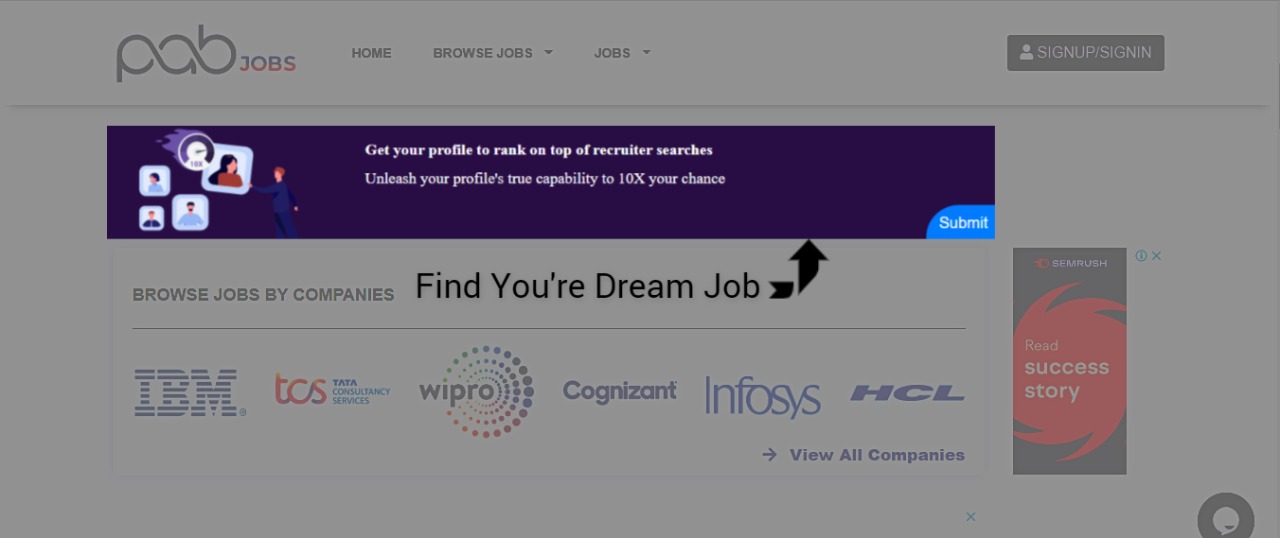 pab JOBS
HOME
BROWSE JOBS
JOBS
SIGNUP/SIGNIN
10X
Get your profile to rank on top of recruiter searches
Unleash your profile's true capability to 10X your chance
Submit
Find You're Dream Job
BROWSE JOBS BY COMPANIES
IBM®
tcs TATA
CONSULTANCY
SERVICES
wipro
Cognizant
Infosys
HCL
View All Companies
SEMRUSH
Read
success
story